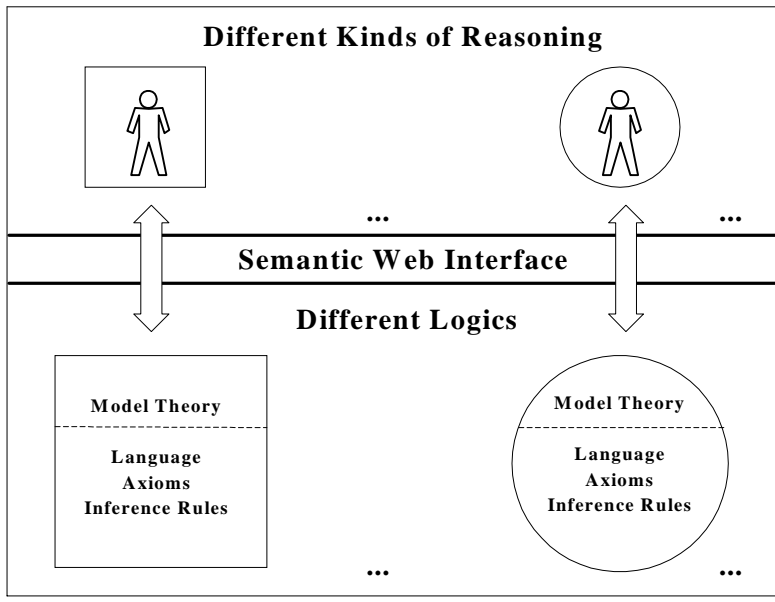 Different Kinds of Reasoning
... ...
Semantic Web Interface
Different Logics
Model Theory
Language
Axioms
Inference Rules
Model Theory
Language
Axioms
Inference Rules
... ...